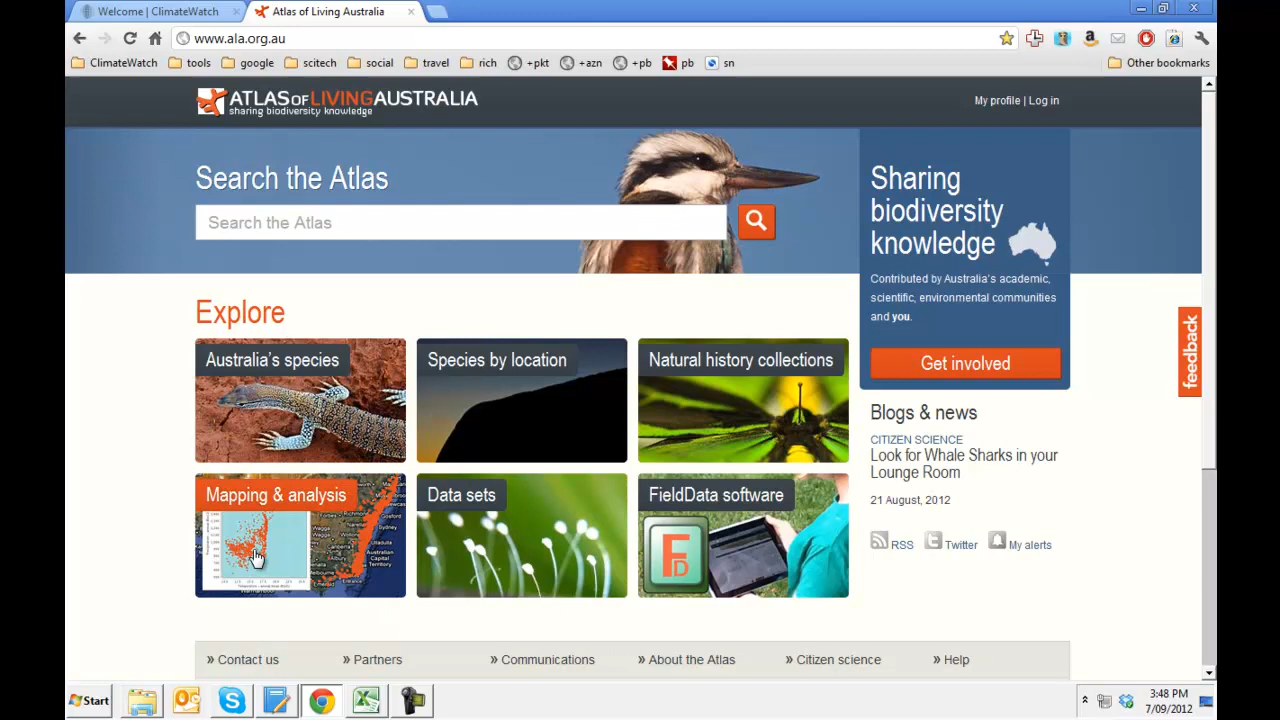 Welcome | ClimateWatch
Atlas of Living Australia
www.ala.org.au
ClimateWatch tools google scitech social travel rich +pkt +azn +pb pb sn Other bookmarks
ATLAS OF LIVING AUSTRALIA
sharing biodiversity knowledge
My profile | Log in
Search the Atlas
Search the Atlas
Sharing
biodiversity
knowledge
Contributed by Australia's academic,
scientific, environmental communities
and you.
Get involved
feedback
Explore
Australia's species
Species by location
Natural history collections
Mapping & analysis
Data sets
FieldData software
FD
Blogs & news
CITIZEN SCIENCE
Look for Whale Sharks in your
Lounge Room
21 August, 2012
RSS Twitter My alerts
» Contact us » Partners » Communications » About the Atlas » Citizen science » Help
Start
3:48 PM
7/09/2012